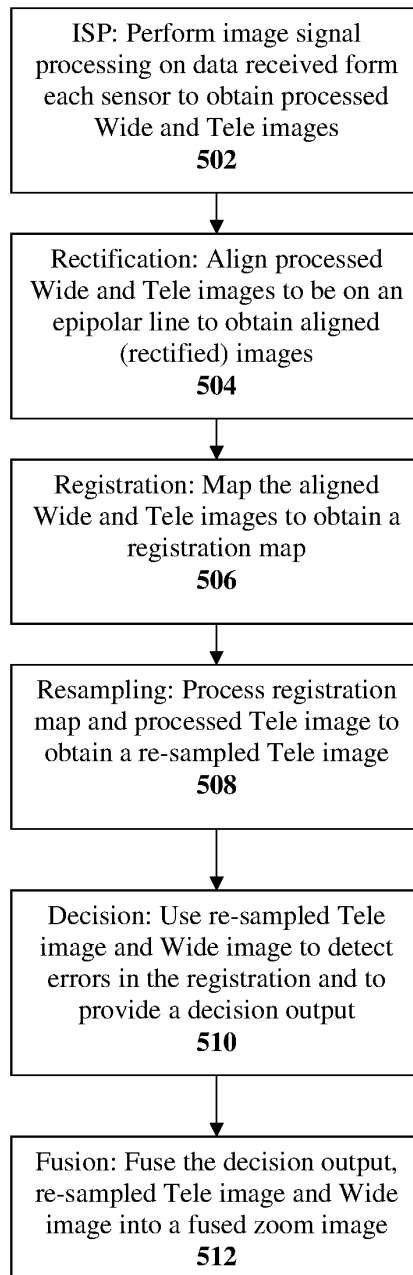 ISP: Perform image signal
processing on data received form
each sensor to obtain processed
Wide and Tele images
502
Rectification: Align processed
Wide and Tele images to be on an
epipolar line to obtain aligned
(rectified) images
504
Registration: Map the aligned
Wide and Tele images to obtain a
registration map
506
Resampling: Process registration
map and processed Tele image to
obtain a re-sampled Tele image
508
Decision: Use re-sampled Tele
image and Wide image to detect
errors in the registration and to
provide a decision output
510
Fusion: Fuse the decision output,
re-sampled Tele image and Wide
image into a fused zoom image
512